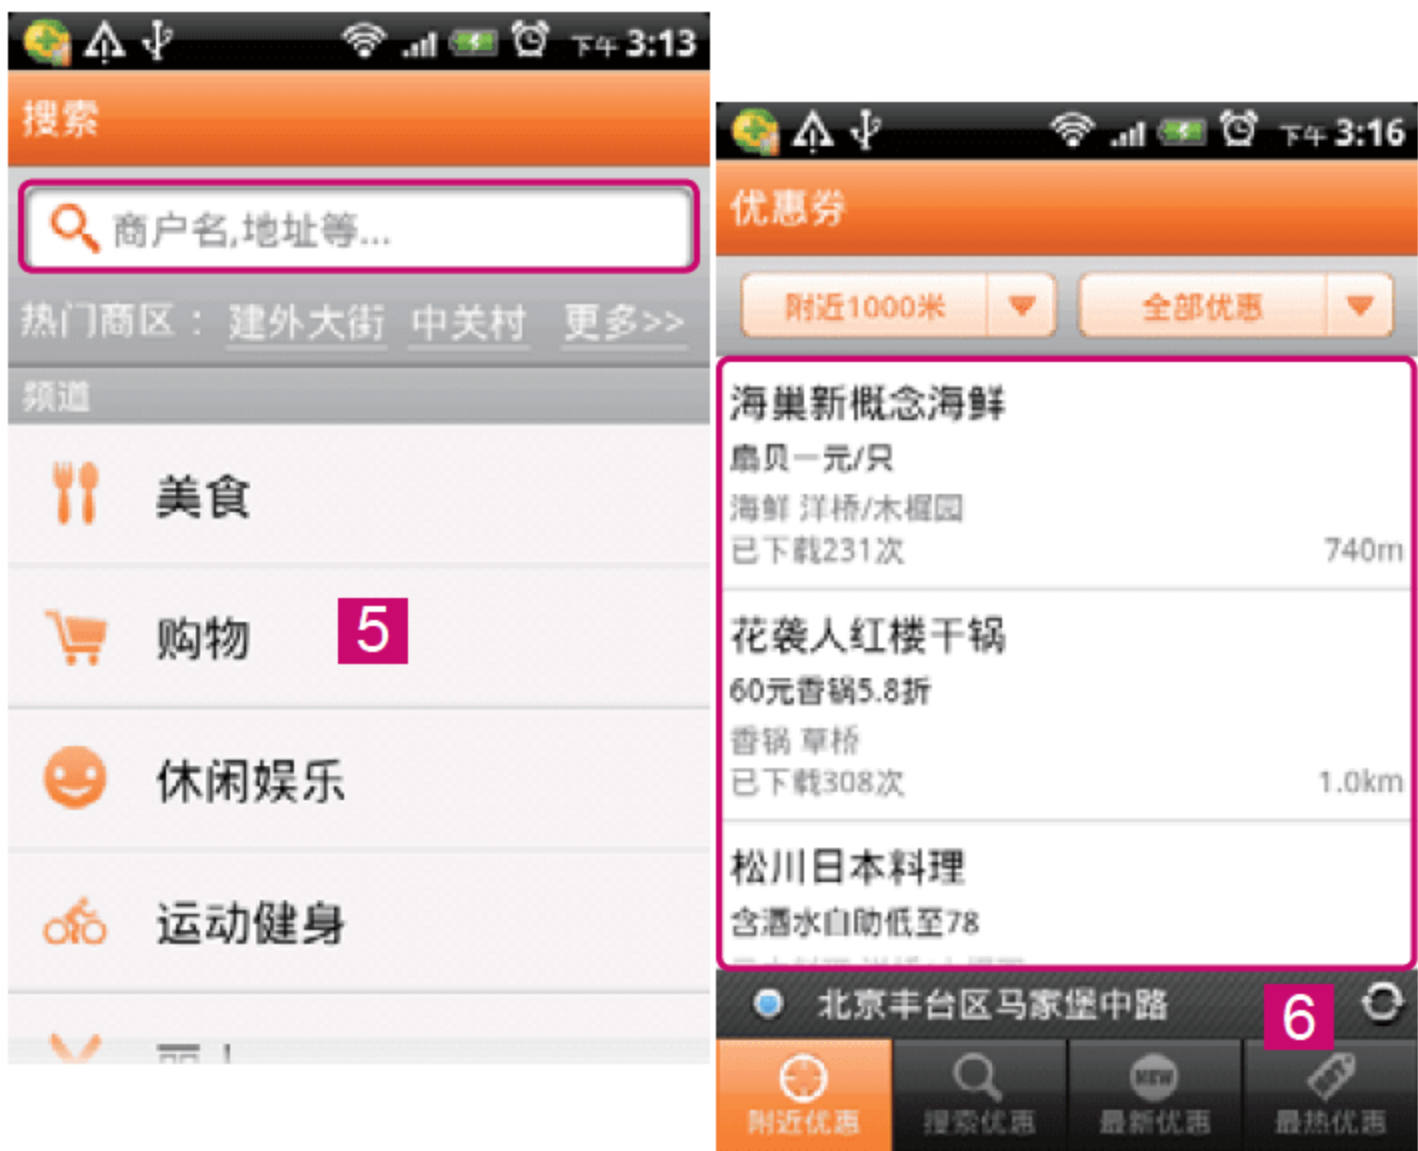 下午 3:13
搜索
商户名,地址等...
热门商区： 建外大街 中关村 更多>>
频道
美食
购物
5
休闲娱乐
运动健身
下午 3:16
优惠券
附近1000米
全部优惠
海巢新概念海鲜
扇贝一元/只
海鲜 洋桥/木樨园
已下载231次
740m
花袭人红楼干锅
60元香锅5.8折
香锅 草桥
已下载308次
1.0km
松川日本料理
含酒水自助低至78
北京丰台区马家堡中路
6
附近优惠
搜索优惠
NEW
最新优惠
HOT
最热优惠